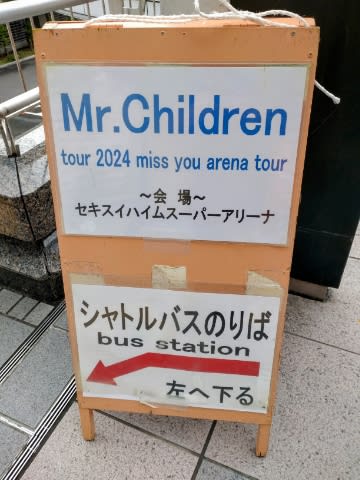 Mr.Children
tour 2024 miss you arena tour
～会 場～
セキスイハイムスーパーアリーナ
シャトルバスのりば
bus station
左へ下る